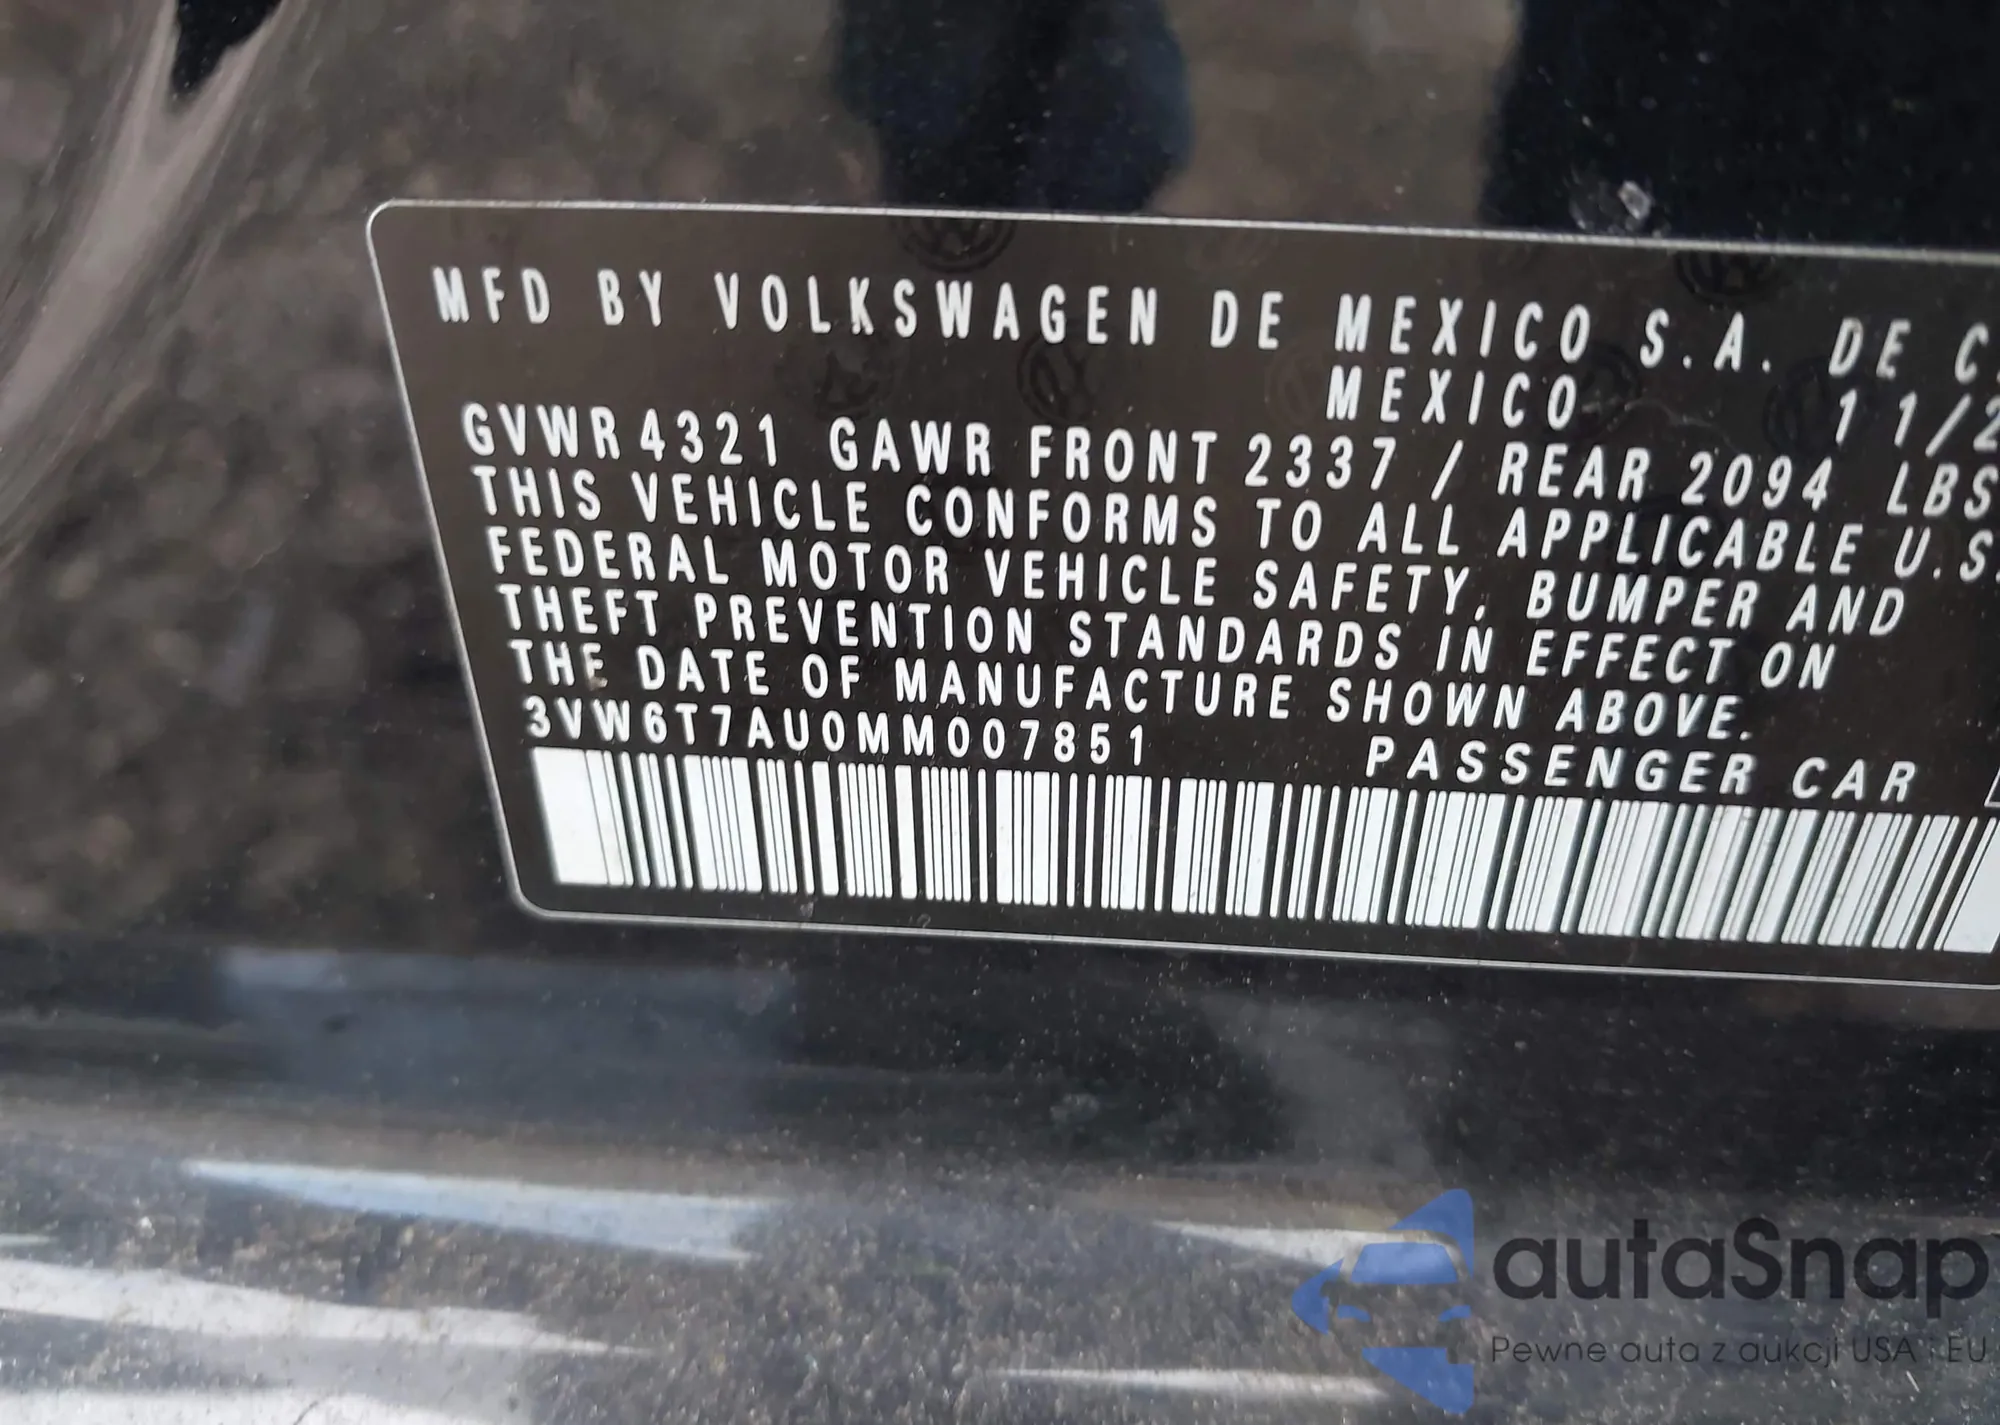 MFD BY VOLKSWAGEN DE MEXICO S.A. DE C.
MEXICO 11/2
GVWR 4321 GAWR FRONT 2337 / REAR 2094 LBS
THIS VEHICLE CONFORMS TO ALL APPLICABLE U.S.
FEDERAL MOTOR VEHICLE SAFETY, BUMPER AND
THEFT PREVENTION STANDARDS IN EFFECT ON
THE DATE OF MANUFACTURE SHOWN ABOVE.
3VW6T7AU0MM007851 PASSENGER CAR
autaSnap
Pewne auta z aukcji USA i EU